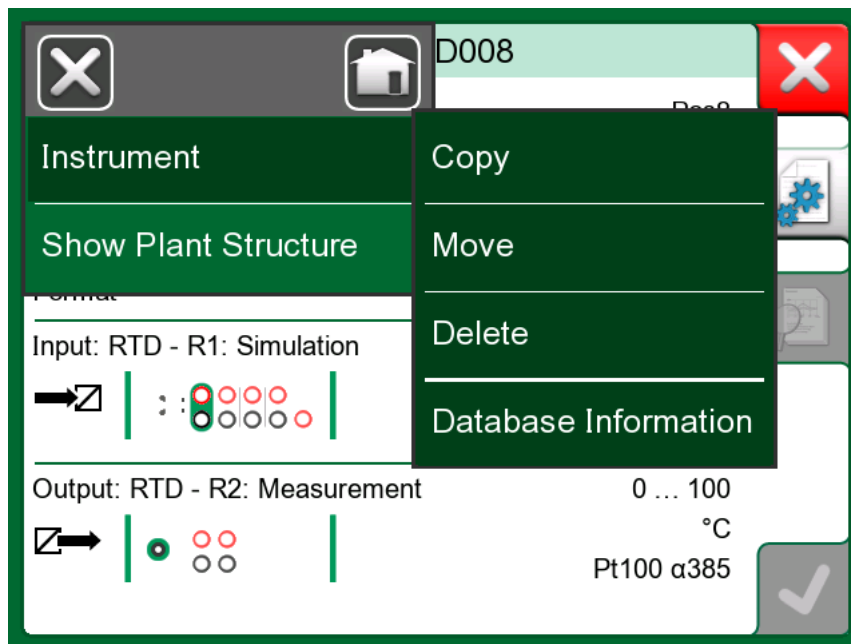 D008
Instrument
Show Plant Structure
Copy
Move
Delete
Database Information
Input: RTD - R1: Simulation
Output: RTD - R2: Measurement
0 ... 100
°C
Pt100 α385